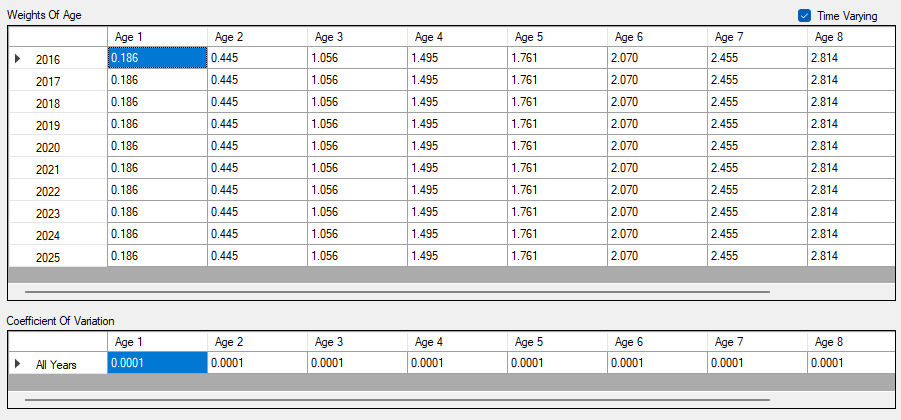 Weights Of Age Time Varying
Age 1 Age 2 Age 3 Age 4 Age 5 Age 6 Age 7 Age 8
2016 0.186 0.445 1.056 1.495 1.761 2.070 2.455 2.814
2017 0.186 0.445 1.056 1.495 1.761 2.070 2.455 2.814
2018 0.186 0.445 1.056 1.495 1.761 2.070 2.455 2.814
2019 0.186 0.445 1.056 1.495 1.761 2.070 2.455 2.814
2020 0.186 0.445 1.056 1.495 1.761 2.070 2.455 2.814
2021 0.186 0.445 1.056 1.495 1.761 2.070 2.455 2.814
2022 0.186 0.445 1.056 1.495 1.761 2.070 2.455 2.814
2023 0.186 0.445 1.056 1.495 1.761 2.070 2.455 2.814
2024 0.186 0.445 1.056 1.495 1.761 2.070 2.455 2.814
2025 0.186 0.445 1.056 1.495 1.761 2.070 2.455 2.814
Coefficient Of Variation
Age 1 Age 2 Age 3 Age 4 Age 5 Age 6 Age 7 Age 8
All Years 0.0001 0.0001 0.0001 0.0001 0.0001 0.0001 0.0001 0.0001